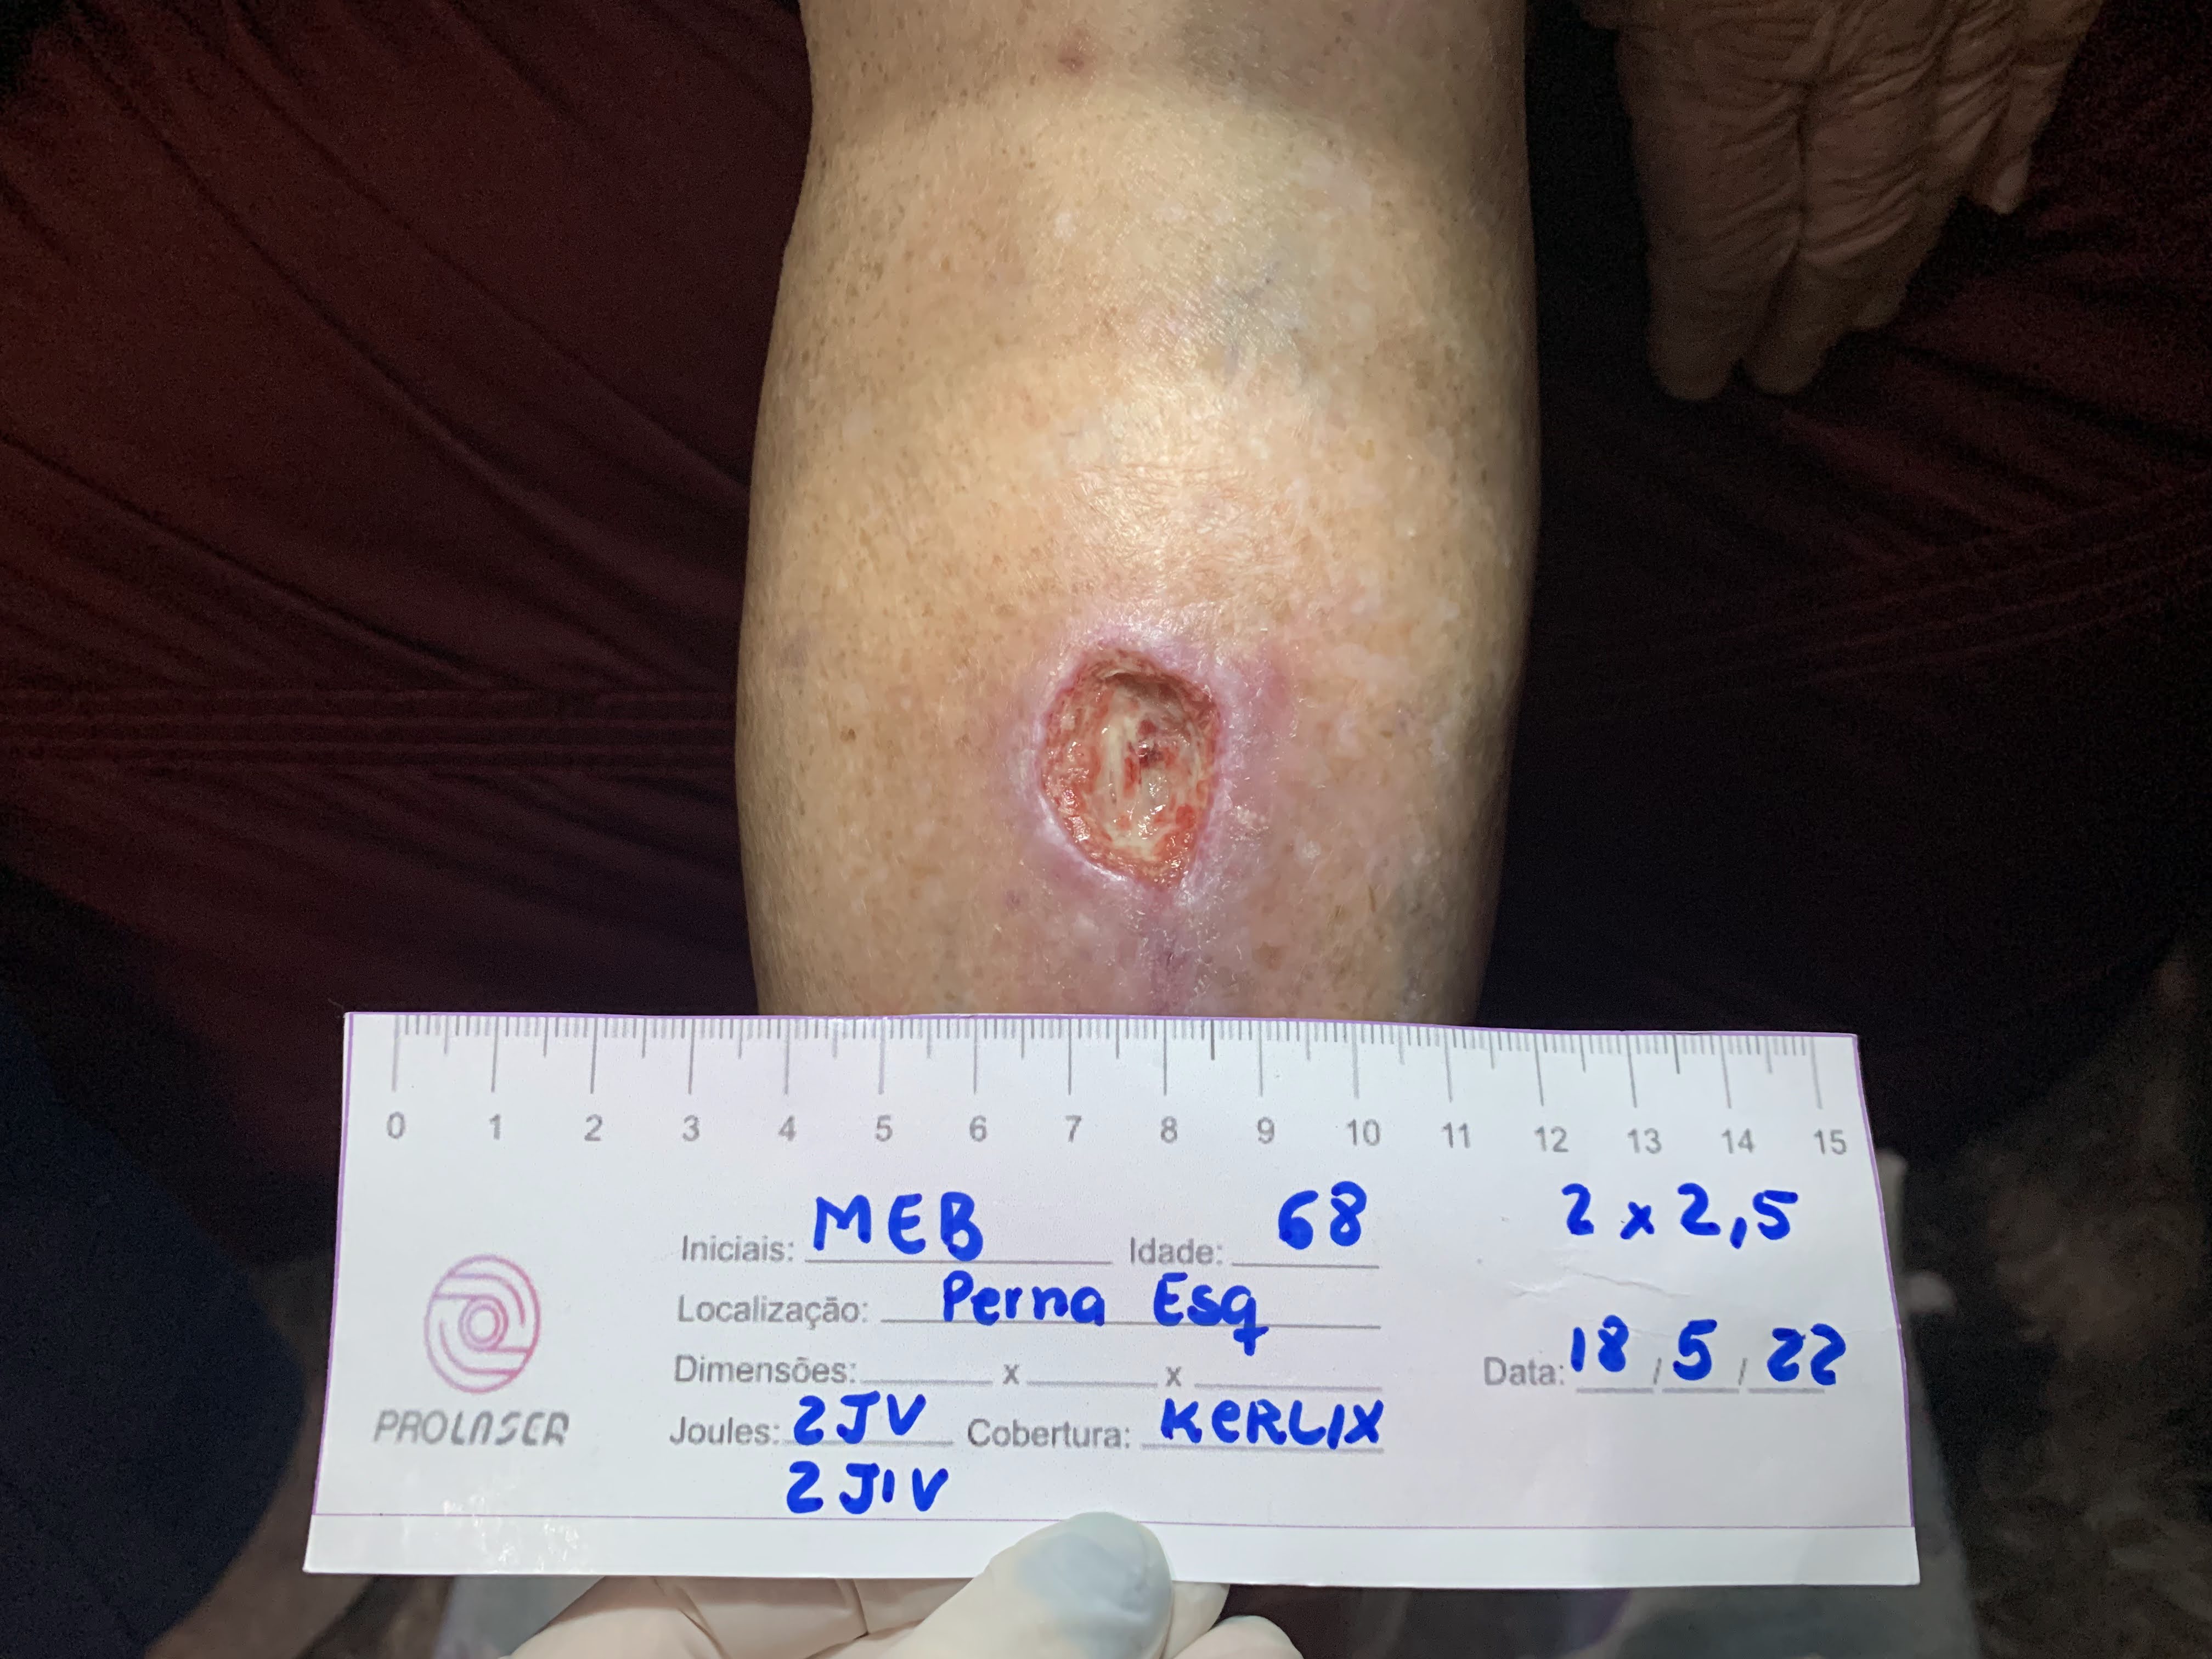 0 1 2 3 4 5 6 7 8 9 10 11 12 13 14 15
Iniciais: MEB Idade: 68 2 x 2,5
Localização: Perna Esq
Dimensões: x x Data: 18 / 5 / 22
PROLASER Joules: 2JV Cobertura: KERLIX
2JIV